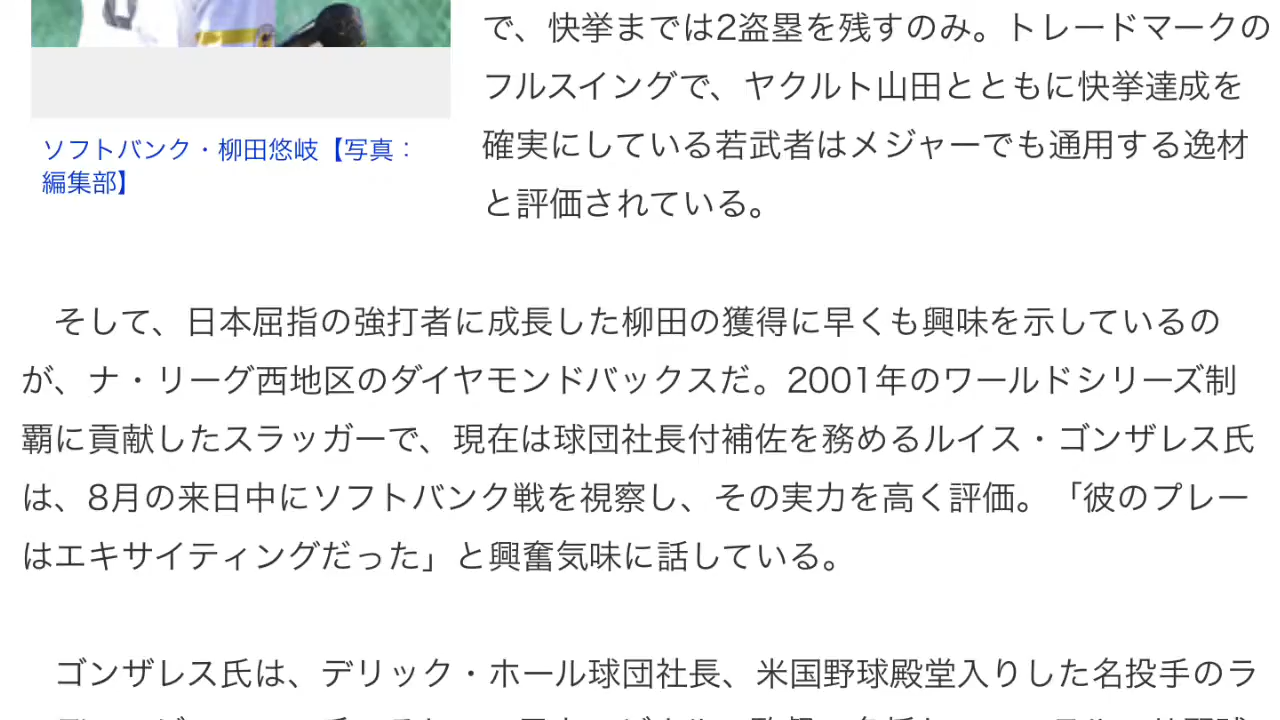 で、快挙までは2盗塁を残すのみ。トレードマークの
フルスイングで、ヤクルト山田とともに快挙達成を
確実にしている若武者はメジャーでも通用する逸材
と評価されている。
ソフトバンク・柳田悠岐【写真：
編集部】
そして、日本屈指の強打者に成長した柳田の獲得に早くも興味を示しているの
が、ナ・リーグ西地区のダイヤモンドバックスだ。2001年のワールドシリーズ制
覇に貢献したスラッガーで、現在は球団社長付補佐を務めるルイス・ゴンザレス氏
は、8月の来日中にソフトバンク戦を視察し、その実力を高く評価。「彼のプレー
はエキサイティングだった」と興奮気味に話している。
ゴンザレス氏は、デリック・ホール球団社長、米国野球殿堂入りした名投手のラ